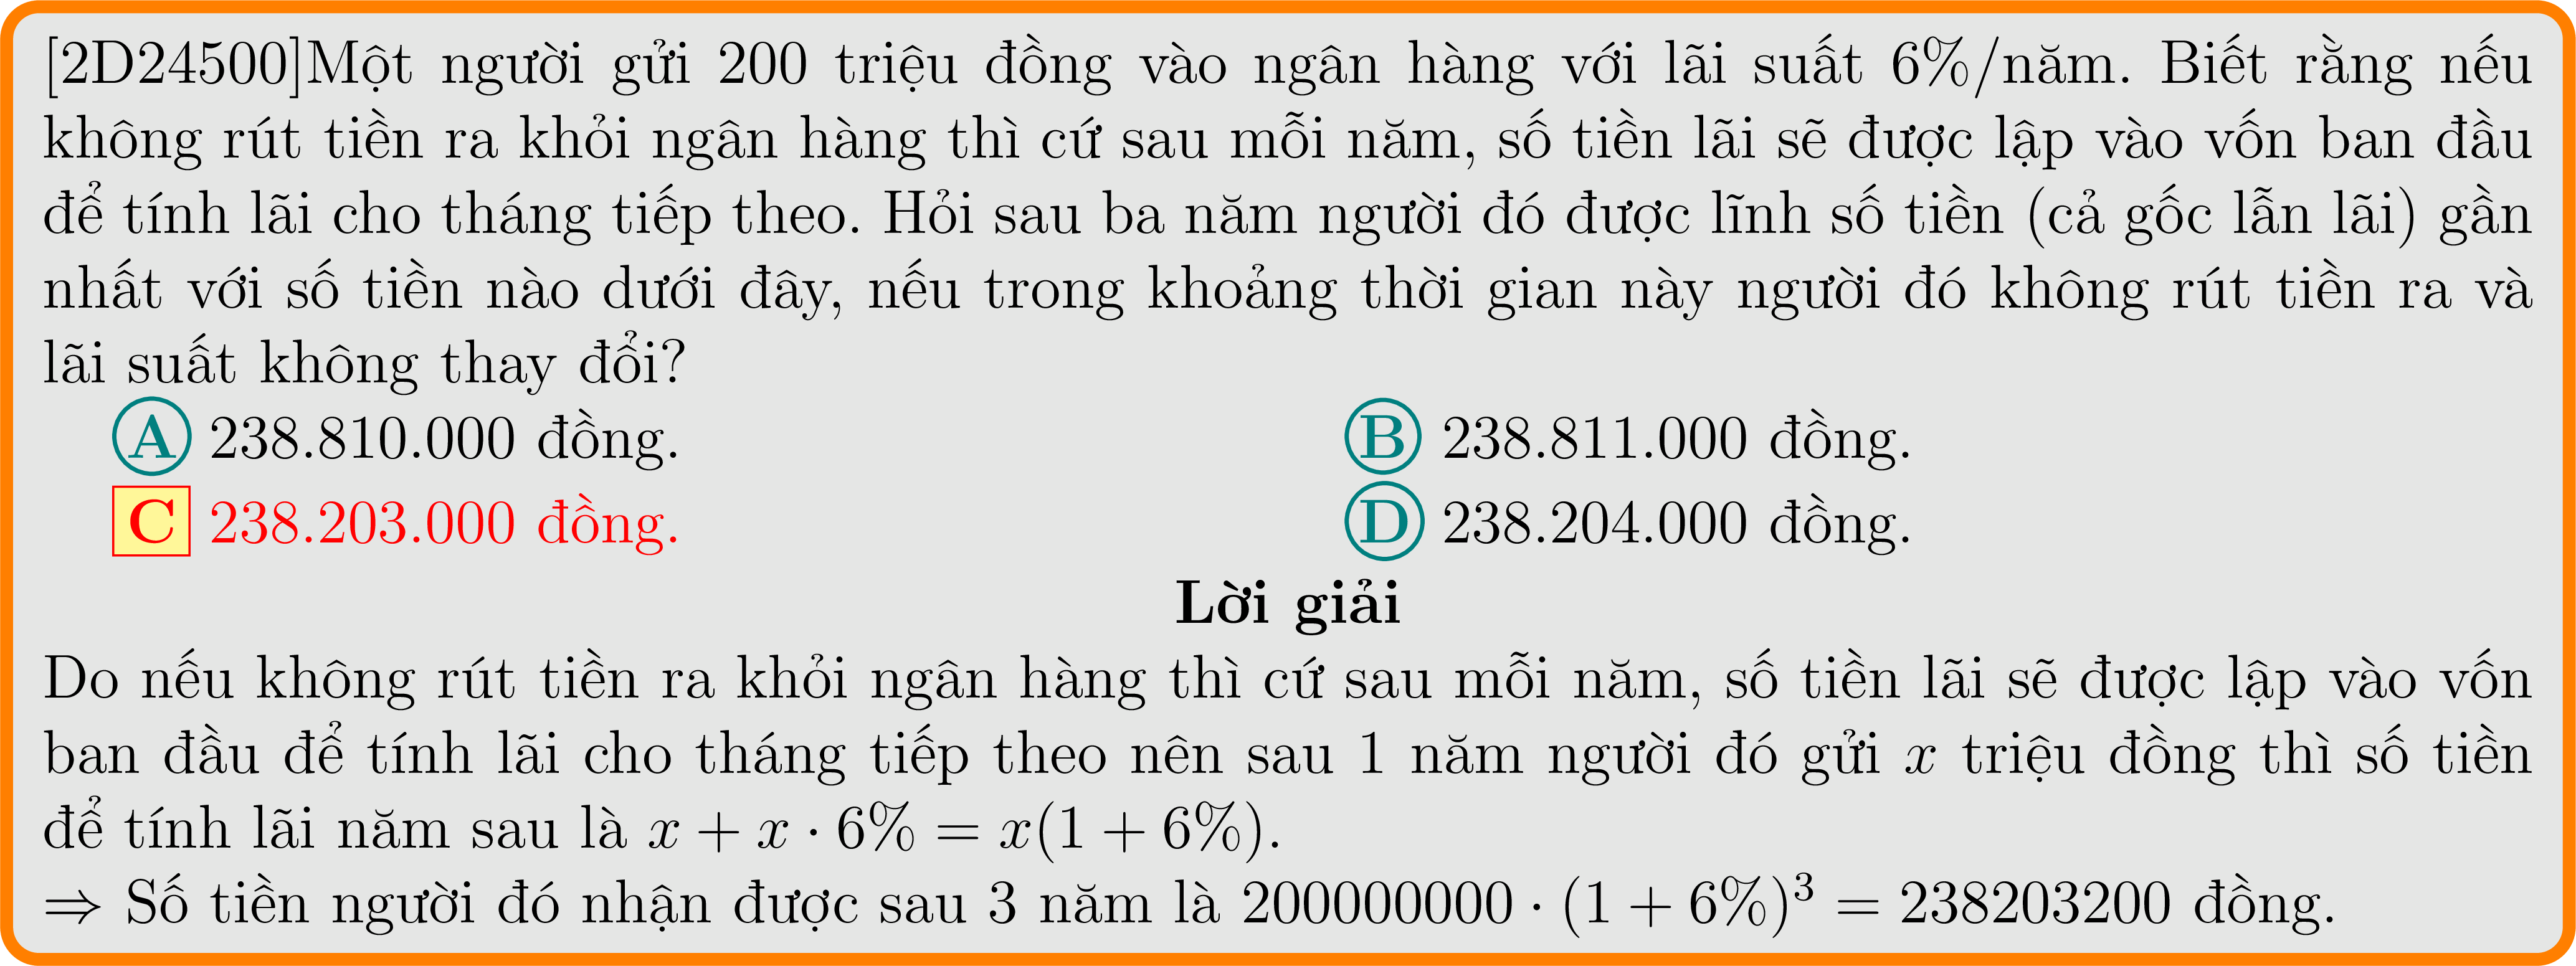 [2D24500]Một người gửi 200 triệu đồng vào ngân hàng với lãi suất 6%/năm. Biết rằng nếu
không rút tiền ra khỏi ngân hàng thì cứ sau mỗi năm, số tiền lãi sẽ được lập vào vốn ban đầu
để tính lãi cho tháng tiếp theo. Hỏi sau ba năm người đó được lĩnh số tiền (cả gốc lẫn lãi) gần
nhất với số tiền nào dưới đây, nếu trong khoảng thời gian này người đó không rút tiền ra và
lãi suất không thay đổi?
A 238.810.000 đồng. B 238.811.000 đồng.
C 238.203.000 đồng. D 238.204.000 đồng.
Lời giải
Do nếu không rút tiền ra khỏi ngân hàng thì cứ sau mỗi năm, số tiền lãi sẽ được lập vào vốn
ban đầu để tính lãi cho tháng tiếp theo nên sau 1 năm người đó gửi x triệu đồng thì số tiền
để tính lãi năm sau là x + x · 6% = x(1 + 6%).
⇒ Số tiền người đó nhận được sau 3 năm là 200000000 · (1 + 6%)³ = 238203200 đồng.